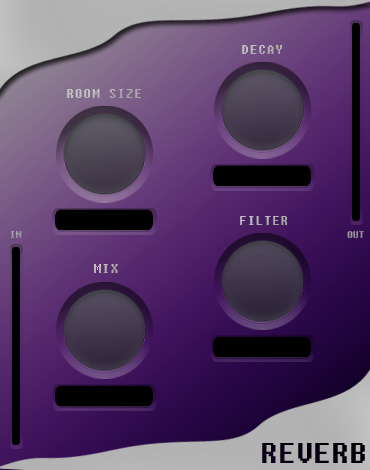 DECAY
ROOM SIZE
FILTER
IN
OUT
MIX
REVERB